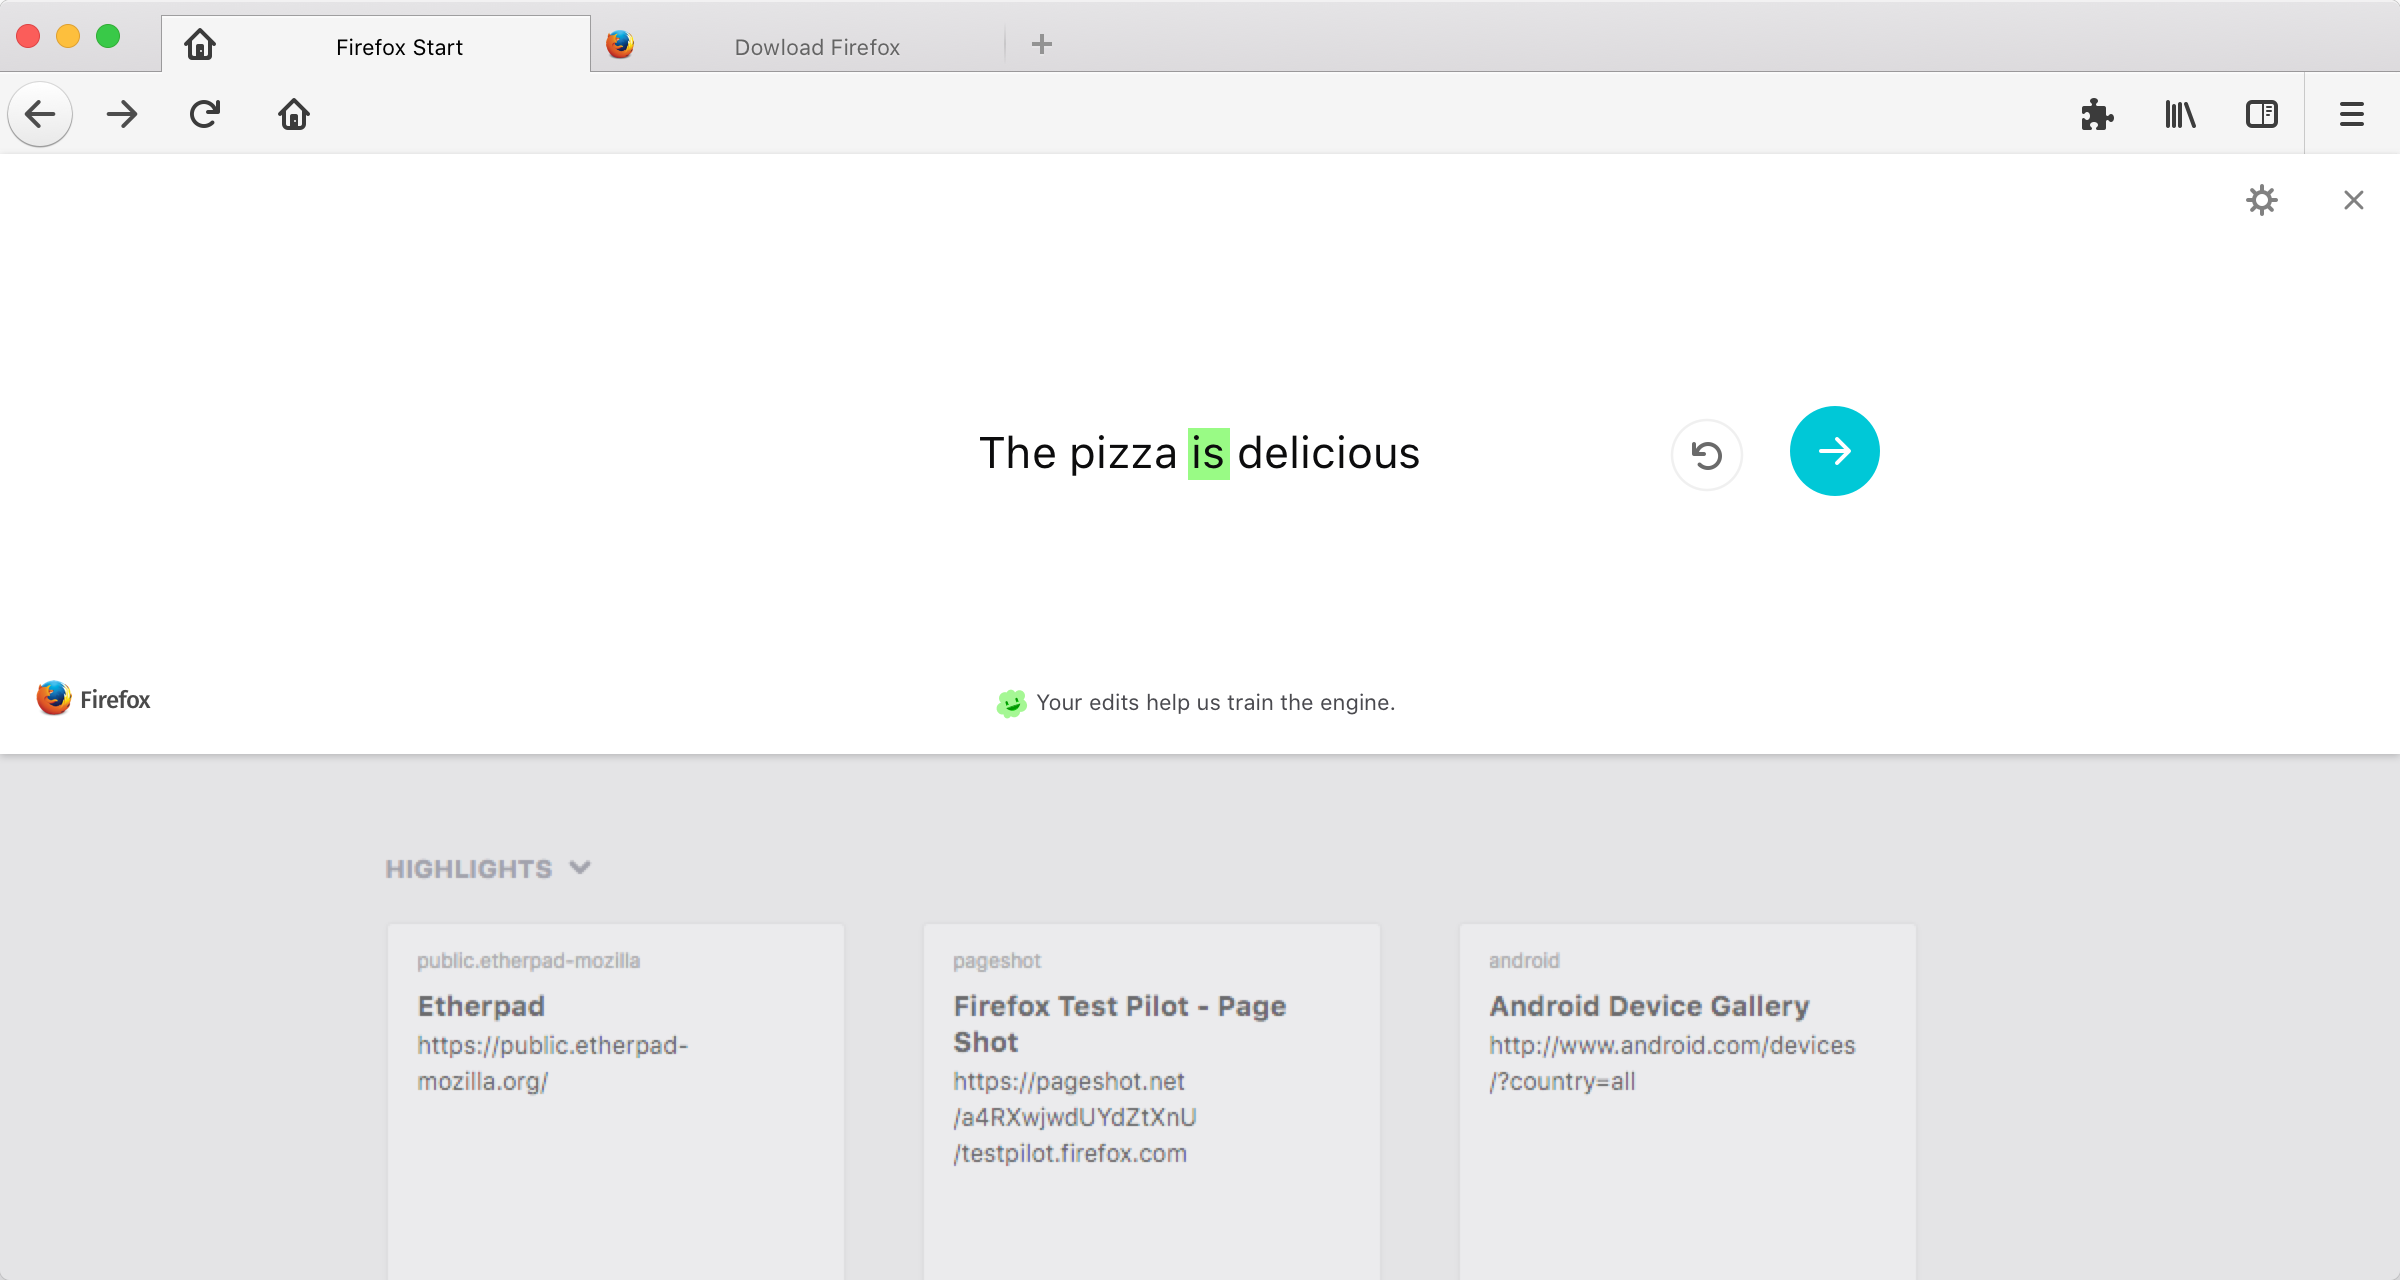 Firefox Start
Dowload Firefox
The pizza is delicious
Firefox
Your edits help us train the engine.
HIGHLIGHTS
public.etherpad-mozilla
Etherpad
https://public.etherpad-
mozilla.org/
pageshot
Firefox Test Pilot - Page
Shot
https://pageshot.net
/a4RXwjwdUYdZtXnU
/testpilot.firefox.com
android
Android Device Gallery
http://www.android.com/devices
/?country=all